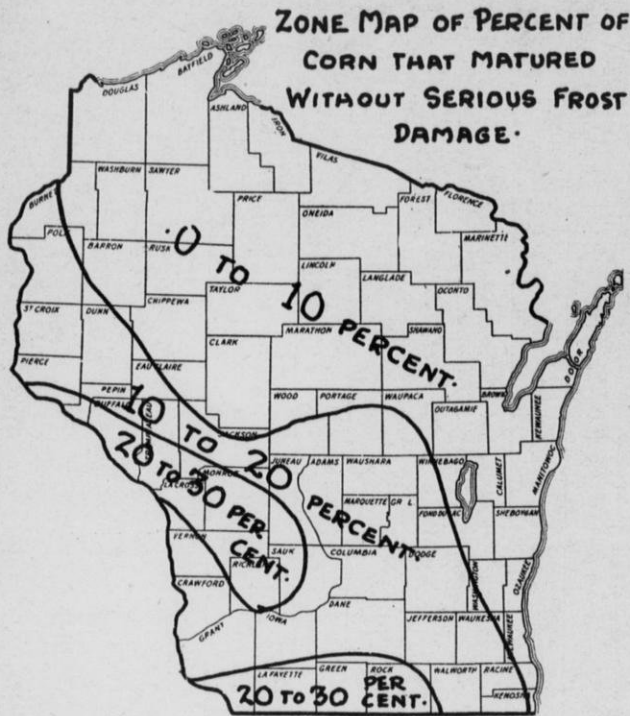 ZONE MAP OF PERCENT OF
CORN THAT MATURED
WITHOUT SERIOUS FROST
DAMAGE.
DOUGLAS
BAYFIELD
ASHLAND
IRON
VILAS
WASHBURN
SAWYER
PRICE
ONEIDA
FOREST
FLORENCE
MARINETTE
POLK
BARRON
RUSK
0 TO 10 PERCENT.
LINCOLN
LANGLADE
TAYLOR
OCONTO
ST CROIX
DUNN
CHIPPEWA
CLARK
MARATHON
SHAWANO
DOOR
PIERCE
PEPIN
EAU CLAIRE
BUFFALO
JACKSON
WOOD
PORTAGE
WAUPACA
OUTAGAMIE
BROWN
KEWAUNEE
10 TO 20 PERCENT.
20 TO 30 PER
CENT.
LA CROSSE
MONROE
JUNEAU
ADAMS
WAUSHARA
WINNEBAGO
CALUMET
MANITOWOC
MARQUETTE
GR L
FOND DU LAC
SHEBOYGAN
VERNON
SAUK
COLUMBIA
DODGE
WASHINGTON
OZAUKEE
CRAWFORD
GRANT
IOWA
DANE
JEFFERSON
WAUKESHA
MILWAUKEE
LA FAYETTE
GREEN
ROCK
WALWORTH
RACINE
KENOSHA
20 TO 30 PER
CENT.